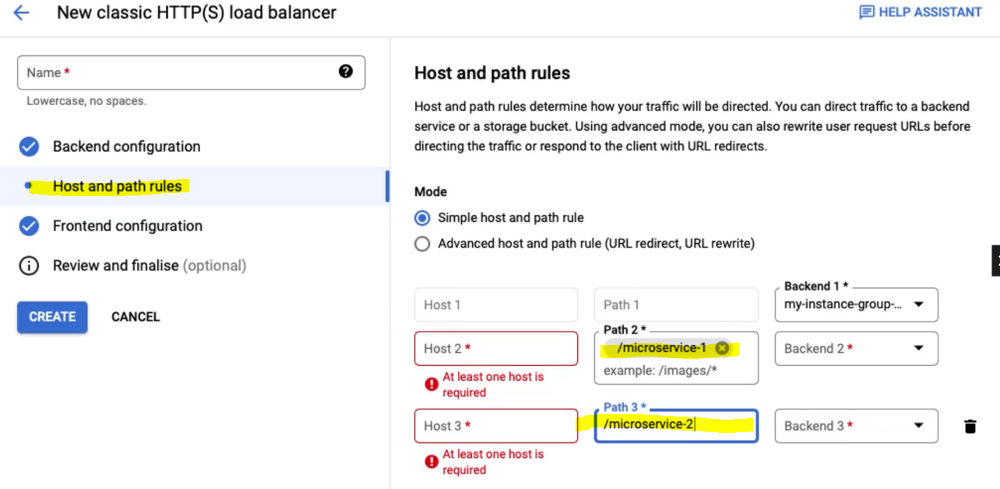 New classic HTTP(S) load balancer
HELP ASSISTANT
Name *
Lowercase, no spaces.
Backend configuration
Host and path rules
Frontend configuration
Review and finalise (optional)
CREATE
CANCEL
Host and path rules
Host and path rules determine how your traffic will be directed. You can direct traffic to a backend
service or a storage bucket. Using advanced mode, you can also rewrite user request URLs before
directing the traffic or respond to the client with URL redirects.
Mode
Simple host and path rule
Advanced host and path rule (URL redirect, URL rewrite)
Host 1
Path 1
Backend 1 *
my-instance-group-...
Host 2 *
At least one host is
required
Path 2 *
/microservice-1
example: /images/*
Backend 2 *
Host 3 *
At least one host is
required
Path 3 *
/microservice-2
Backend 3 *